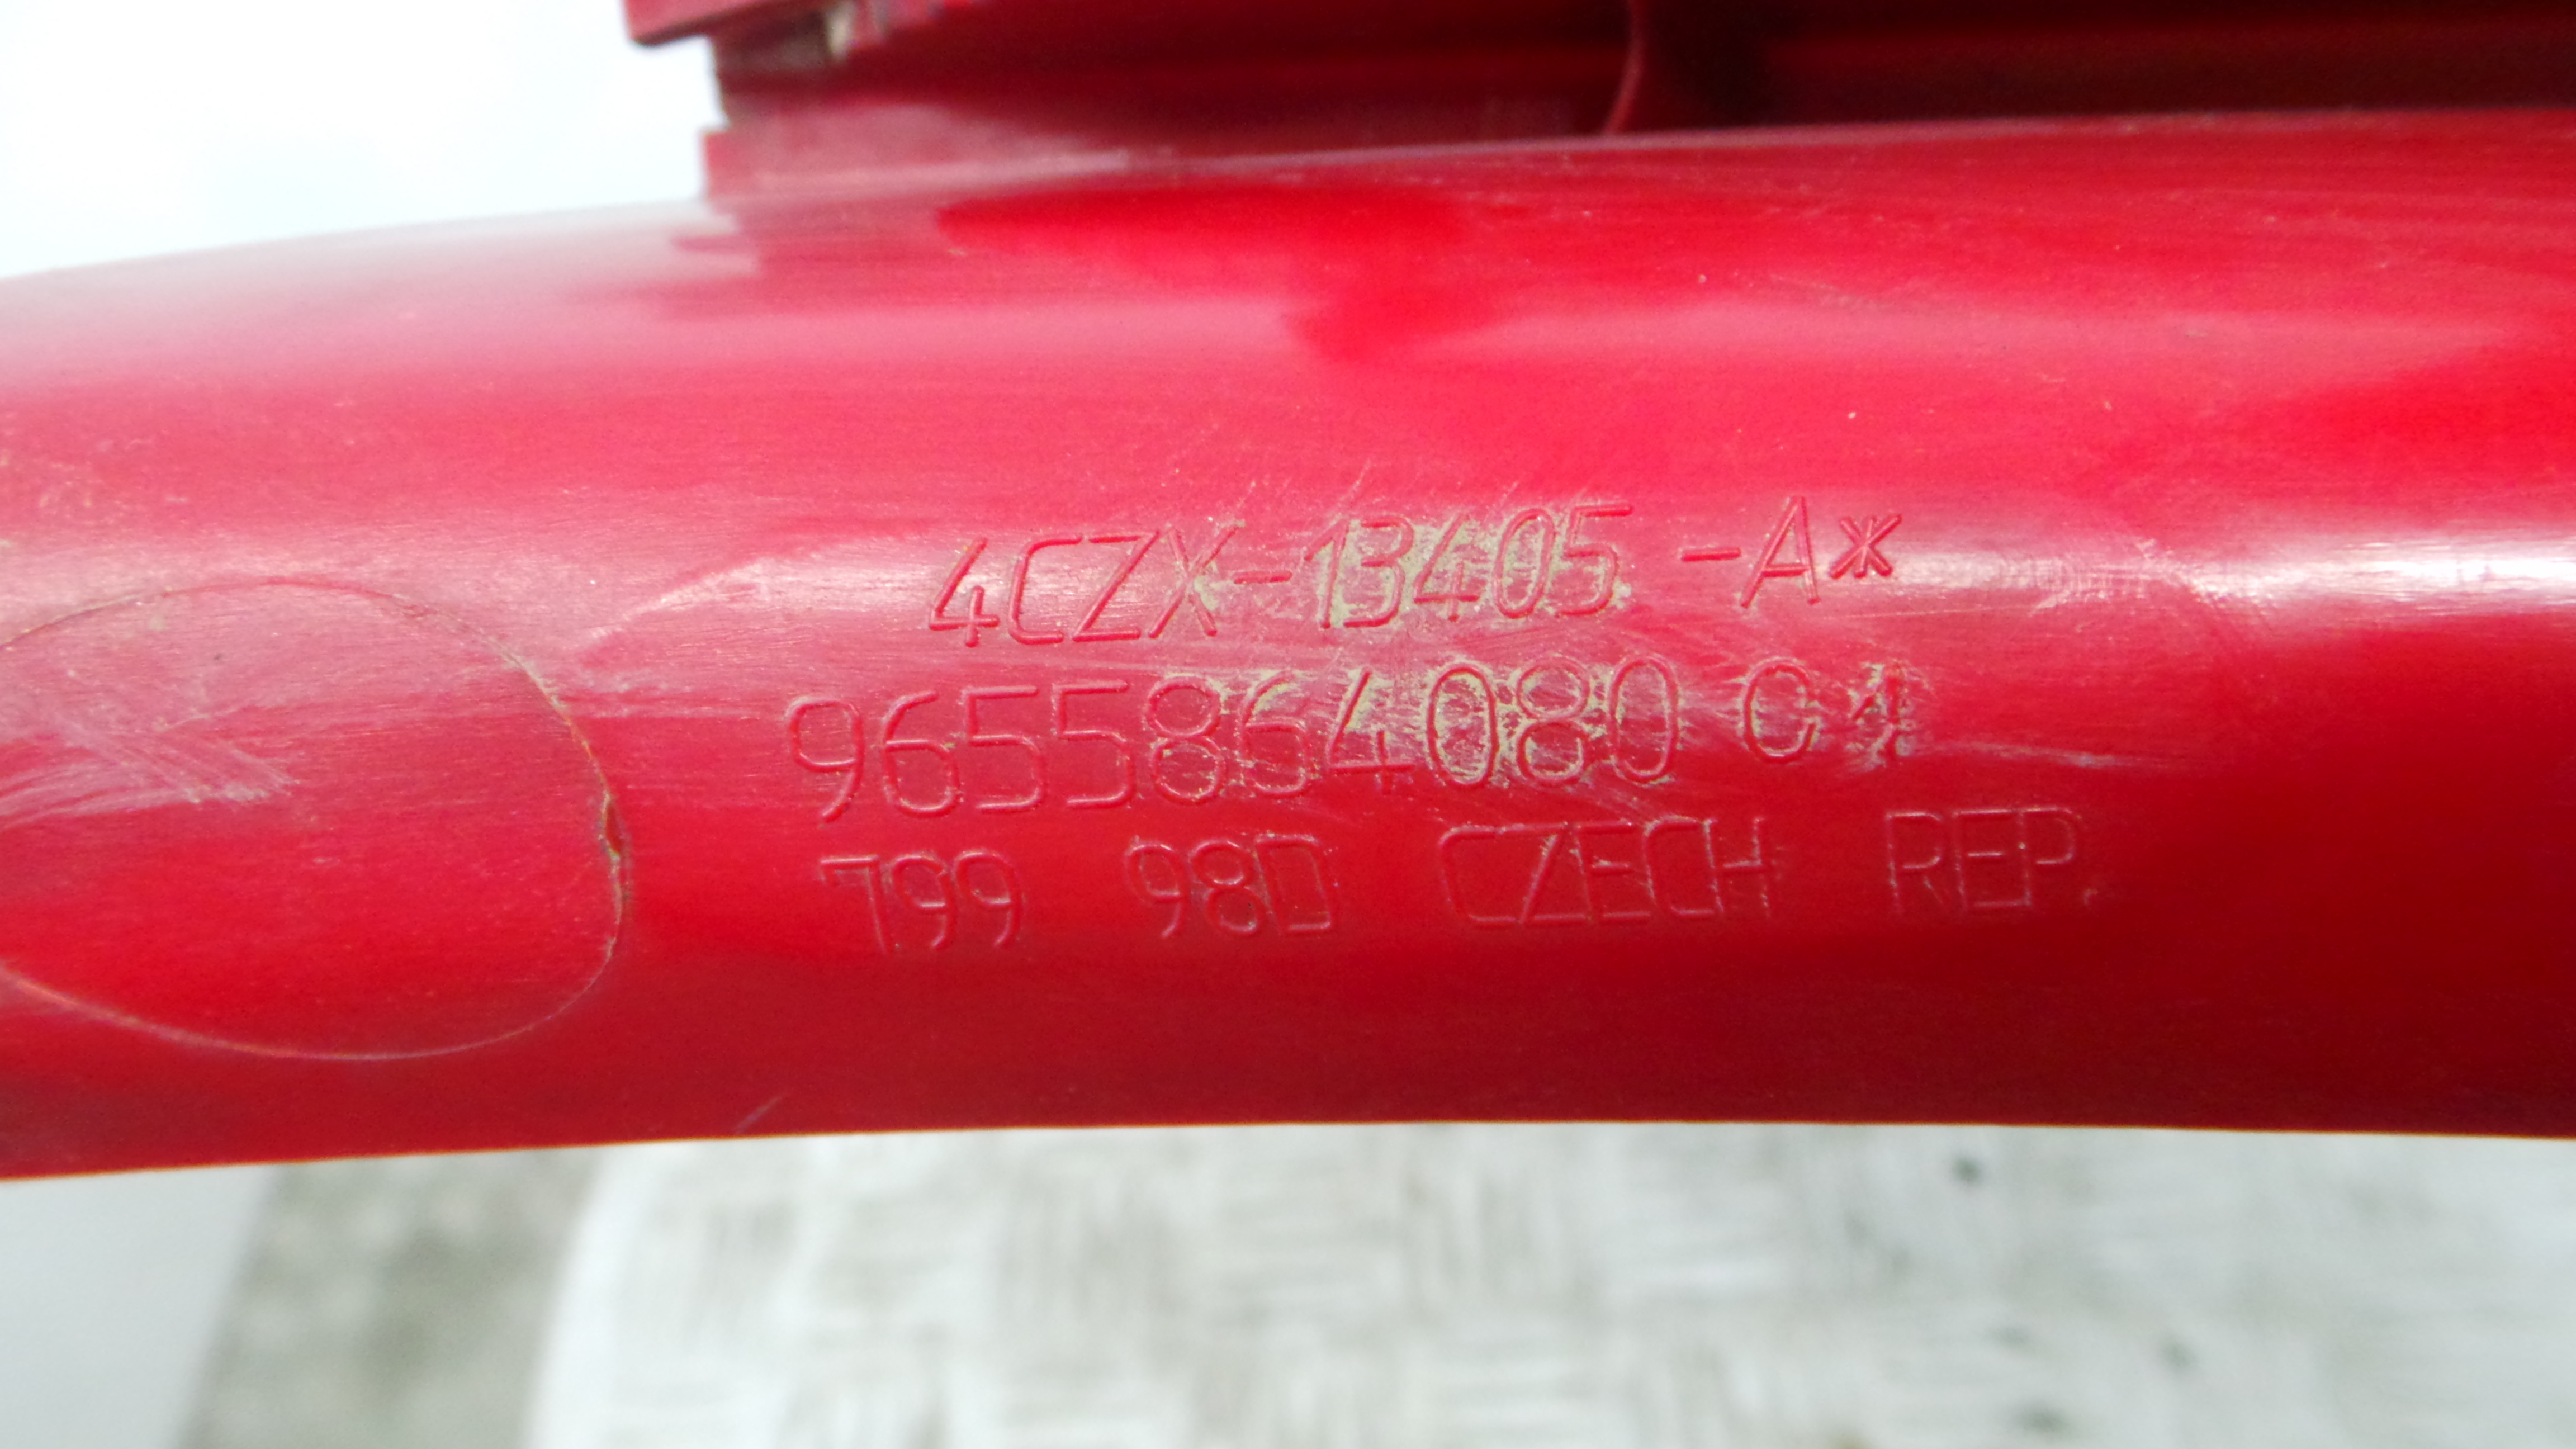 4CZX-13405 -A*
9655864080 C
799 98D CZECH REP.